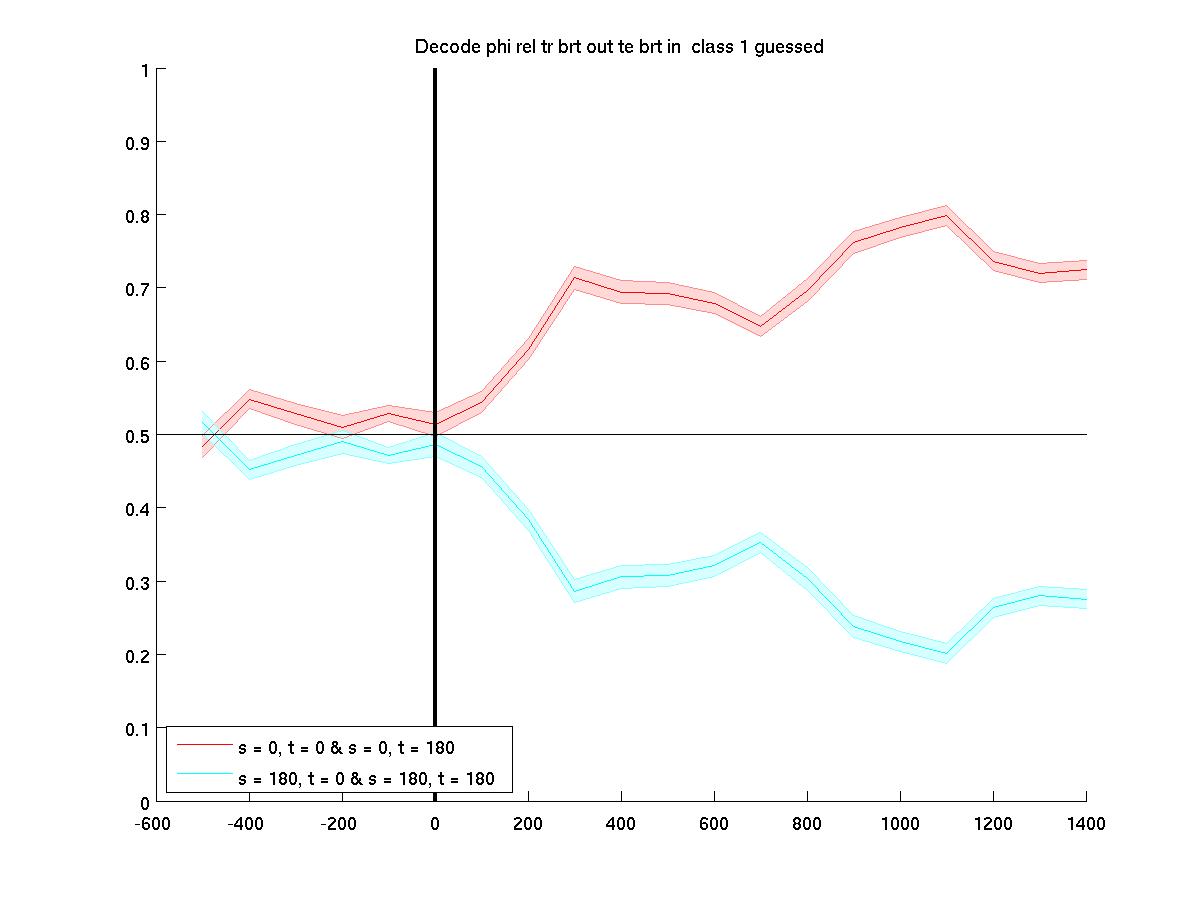 Decode phi rel tr brt out te brt in  class 1 guessed
1
0.9
0.8
0.7
0.6
0.5
0.4
0.3
0.2
0.1
0
s = 0, t = 0 & s = 0, t = 180
s = 180, t = 0 & s = 180, t = 180
-600 -400 -200 0 200 400 600 800 1000 1200 1400